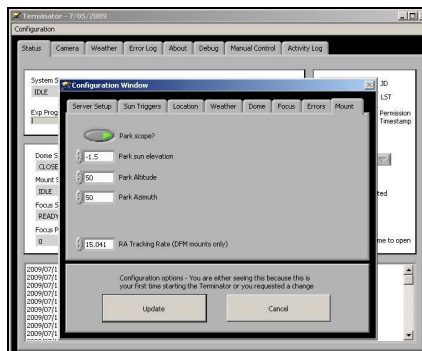 Terminator - 7/05/2009
Configuration
Status Camera Weather Error Log About Debug Manual Control Activity Log
System S
IDLE
Exp Prog
JD
LST
Permission
Timestamp
Configuration Window
Server Setup Sun Triggers Location Weather Dome Focus Errors Mount
Park scope?
-1.5 Park sun elevation
50 Park Altitude
50 Park Azimuth
15.041 RA Tracking Rate (DFM mounts only)
Configuration options - You are either seeing this because this is
your first time starting the Terminator or you requested a change
Update Cancel
Dome S
CLOSE
Mount S
IDLE
Focus S
READY
Focus P
0
ted
me to open
2009/07/1
2009/07/1
2009/07/1
2009/07/1
2009/07/1
2009/07/1
2009/07/1